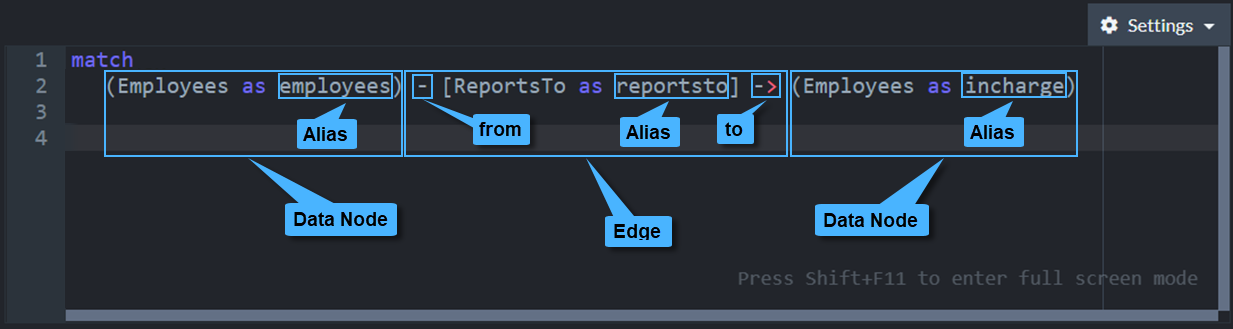 Settings
1 match
2 (Employees as employees) - [ReportsTo as reportsto] -> (Employees as incharge)
3
Alias from Alias to Alias
4
Data Node Edge Data Node
Press Shift+F11 to enter full screen mode